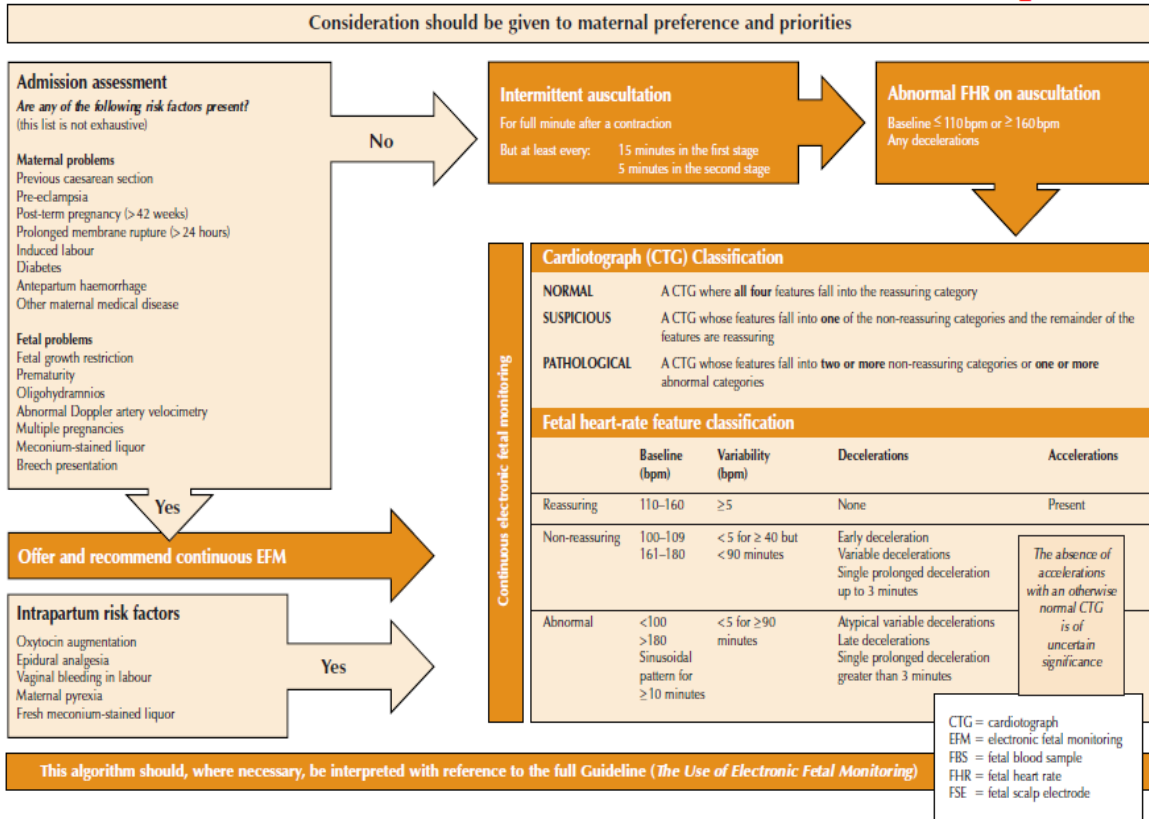 Consideration should be given to maternal preference and priorities
Admission assessment
Are any of the following risk factors present?
(this list is not exhaustive)
Maternal problems
Previous caesarean section
Pre-eclampsia
Post-term pregnancy (>42 weeks)
Prolonged membrane rupture (>24 hours)
Induced labour
Diabetes
Antepartum haemorrhage
Other maternal medical disease
Fetal problems
Fetal growth restriction
Prematurity
Oligohydramnios
Abnormal Doppler artery velocimetry
Multiple pregnancies
Meconium-stained liquor
Breech presentation
No
Yes
Intermittent auscultation
For full minute after a contraction
But at least every: 15 minutes in the first stage
5 minutes in the second stage
Abnormal FHR on auscultation
Baseline ≤110bpm or ≥160bpm
Any decelerations
Offer and recommend continuous EFM
Intrapartum risk factors
Oxytocin augmentation
Epidural analgesia
Vaginal bleeding in labour
Maternal pyrexia
Fresh meconium-stained liquor
Yes
Continuous electronic fetal monitoring
Cardiotograph (CTG) Classification
NORMAL A CTG where all four features fall into the reassuring category
SUSPICIOUS A CTG whose features fall into one of the non-reassuring categories and the remainder of the
features are reassuring
PATHOLOGICAL A CTG whose features fall into two or more non-reassuring categories or one or more
abnormal categories
Fetal heart-rate feature classification
Baseline Variability Decelerations Accelerations
(bpm) (bpm)
Reassuring 110–160 ≥5 None Present
Non-reassuring 100–109 <5 for ≥ 40 but Early deceleration
161–180 <90 minutes Variable decelerations
Single prolonged deceleration
up to 3 minutes
Abnormal <100 <5 for ≥90 Atypical variable decelerations
>180 minutes Late decelerations
Sinusoidal Single prolonged deceleration
pattern for greater than 3 minutes
≥10 minutes
The absence of
accelerations
with an otherwise
normal CTG
is of
uncertain
significance
CTG = cardiotograph
EFM = electronic fetal monitoring
FBS = fetal blood sample
FHR = fetal heart rate
FSE = fetal scalp electrode
This algorithm should, where necessary, be interpreted with reference to the full Guideline (The Use of Electronic Fetal Monitoring)